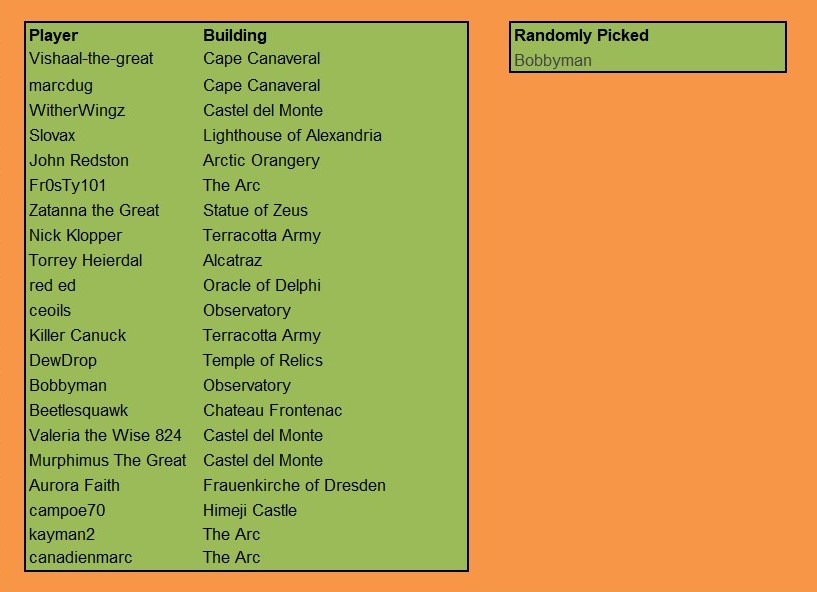 Player Building
Vishaal-the-great Cape Canaveral
marcdug Cape Canaveral
WitherWingz Castel del Monte
Slovax Lighthouse of Alexandria
John Redston Arctic Orangery
Fr0sTy101 The Arc
Zatanna the Great Statue of Zeus
Nick Klopper Terracotta Army
Torrey Heierdal Alcatraz
red ed Oracle of Delphi
ceoils Observatory
Killer Canuck Terracotta Army
DewDrop Temple of Relics
Bobbyman Observatory
Beetlesquawk Chateau Frontenac
Valeria the Wise 824 Castel del Monte
Murphimus The Great Castel del Monte
Aurora Faith Frauenkirche of Dresden
campoe70 Himeji Castle
kayman2 The Arc
canadienmarc The Arc
Randomly Picked
Bobbyman